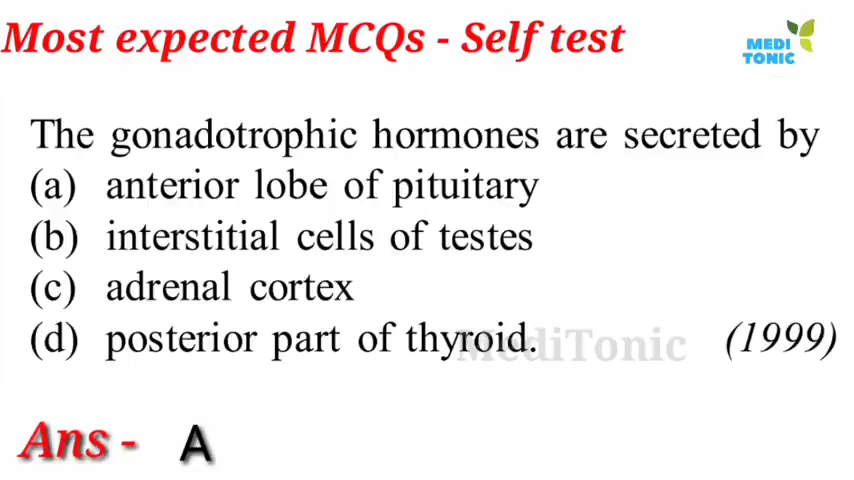 Most expected MCQs - Self test
MEDI
TONIC
The gonadotrophic hormones are secreted by
(a) anterior lobe of pituitary
(b) interstitial cells of testes
(c) adrenal cortex
(d) posterior part of thyroid. (1999)
MediTonic
Ans - A